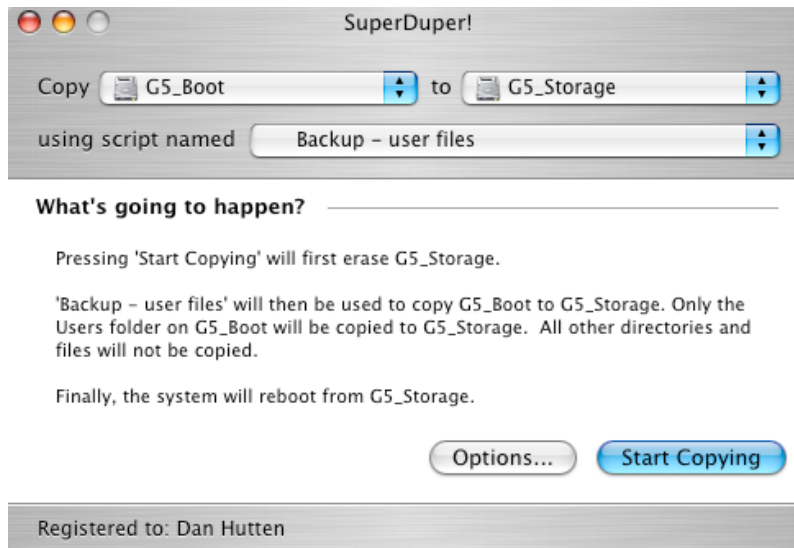 SuperDuper!
Copy G5_Boot to G5_Storage
using script named Backup – user files
What's going to happen?
Pressing 'Start Copying' will first erase G5_Storage.
'Backup – user files' will then be used to copy G5_Boot to G5_Storage. Only the
Users folder on G5_Boot will be copied to G5_Storage.  All other directories and
files will not be copied.
Finally, the system will reboot from G5_Storage.
Options... Start Copying
Registered to: Dan Hutten